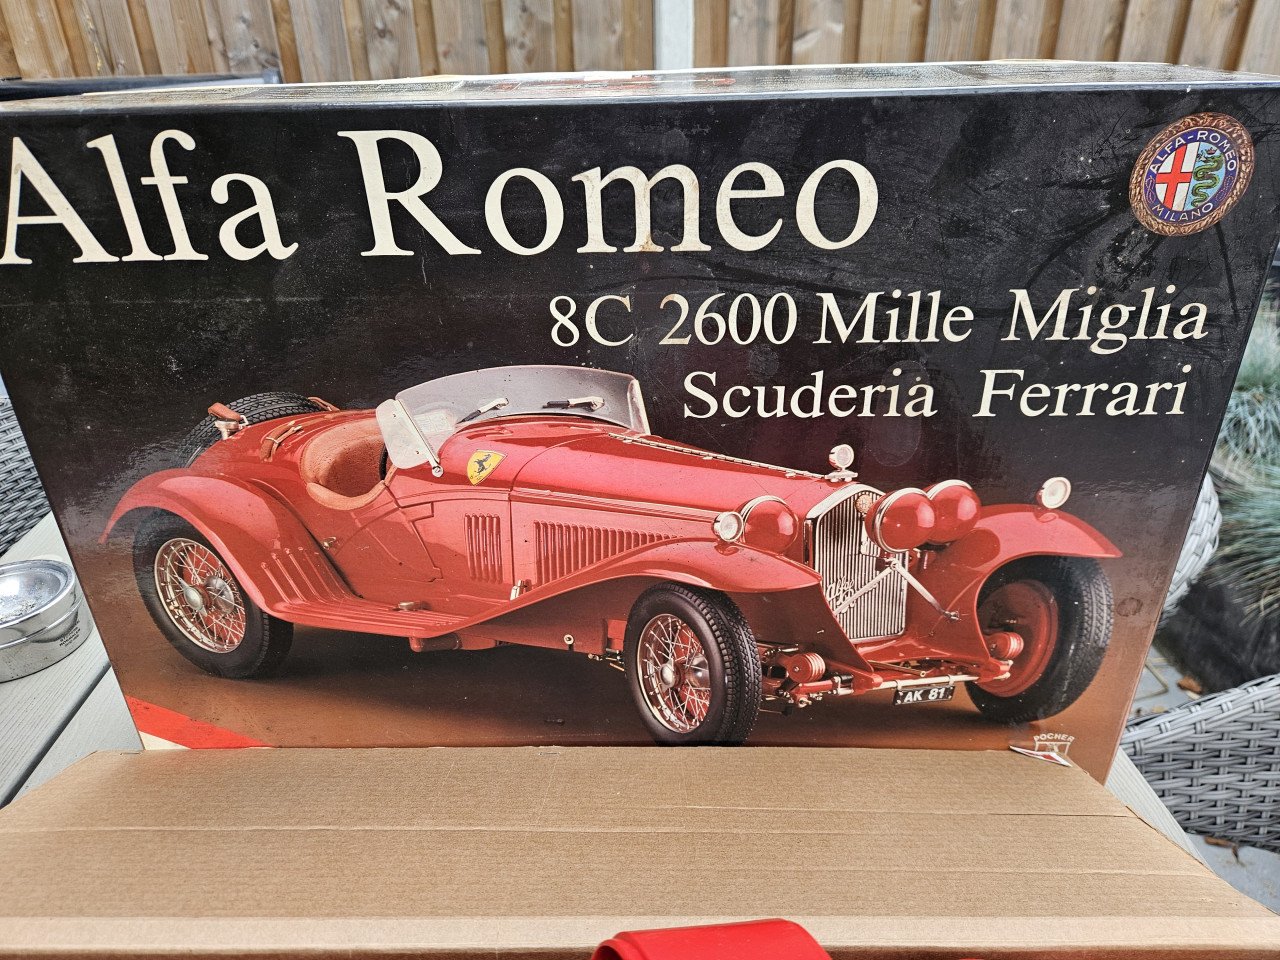 Alfa Romeo
ALFA-ROMEO
MILANO
8C 2600 Mille Miglia
Scuderia Ferrari
AK 81
POCHER